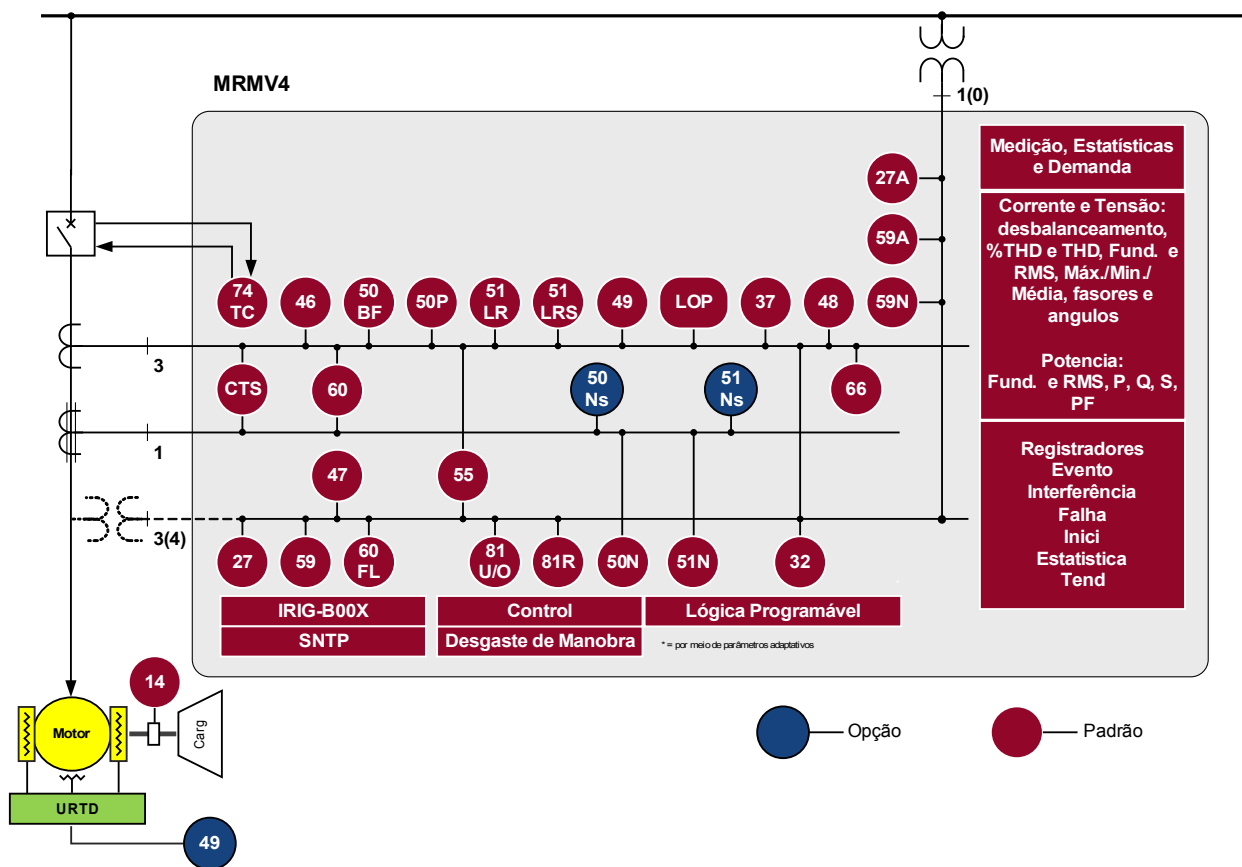 MRMV4
1(0)
Medição, Estatísticas
e Demanda
27A
Corrente e Tensão:
desbalanceamento,
%THD e THD, Fund. e
RMS, Máx./Min./
Média, fasores e
angulos
59A
74
TC
46
50
BF
50P
51
LR
51
LRS
49
LOP
37
48
59N
3
Potencia:
Fund. e RMS, P, Q, S,
PF
CTS
60
50
Ns
51
Ns
66
1
Registradores
Evento
Interferência
Falha
Inici
Estatistica
Tend
47
55
3(4)
27
59
60
FL
81
U/O
81R
50N
51N
32
IRIG-B00X
Control
Lógica Programável
SNTP
Desgaste de Manobra
* = por meio de parâmetros adaptativos
14
Motor
Carg
Opção
Padrão
URTD
49